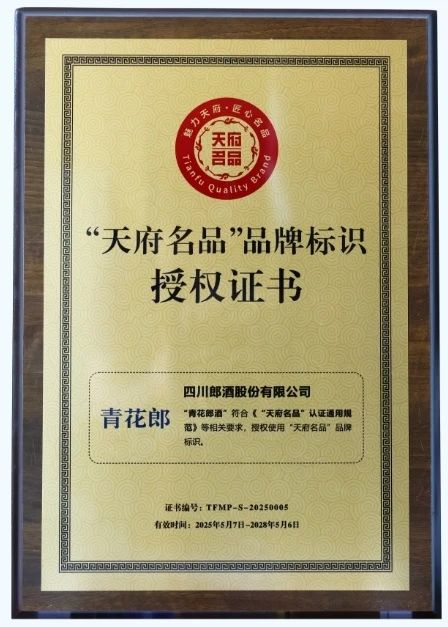 魅力天府·匠心名品
天府
名品
Tianfu Quality Brand
“天府名品”品牌标识
授权证书
四川郎酒股份有限公司
青花郎
“青花郎酒”符合《“天府名品”认证通用规
范》等相关要求，授权使用“天府名品”品牌
标识。
证书编号：TFMP-S-20250005
有效时间：2025年5月7日-2028年5月6日